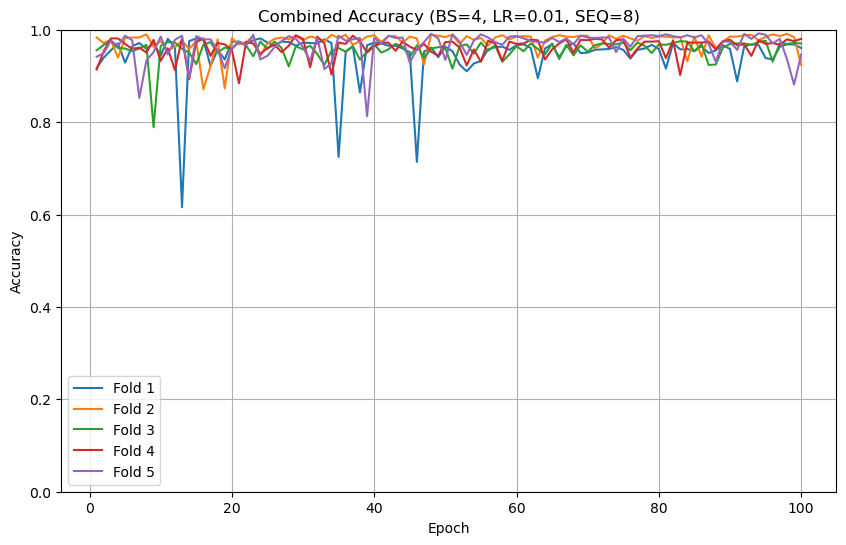 Combined Accuracy (BS=4, LR=0.01, SEQ=8)
1.0
0.8
0.6
0.4
0.2
0.0
Accuracy
Fold 1
Fold 2
Fold 3
Fold 4
Fold 5
0 20 40 60 80 100
Epoch